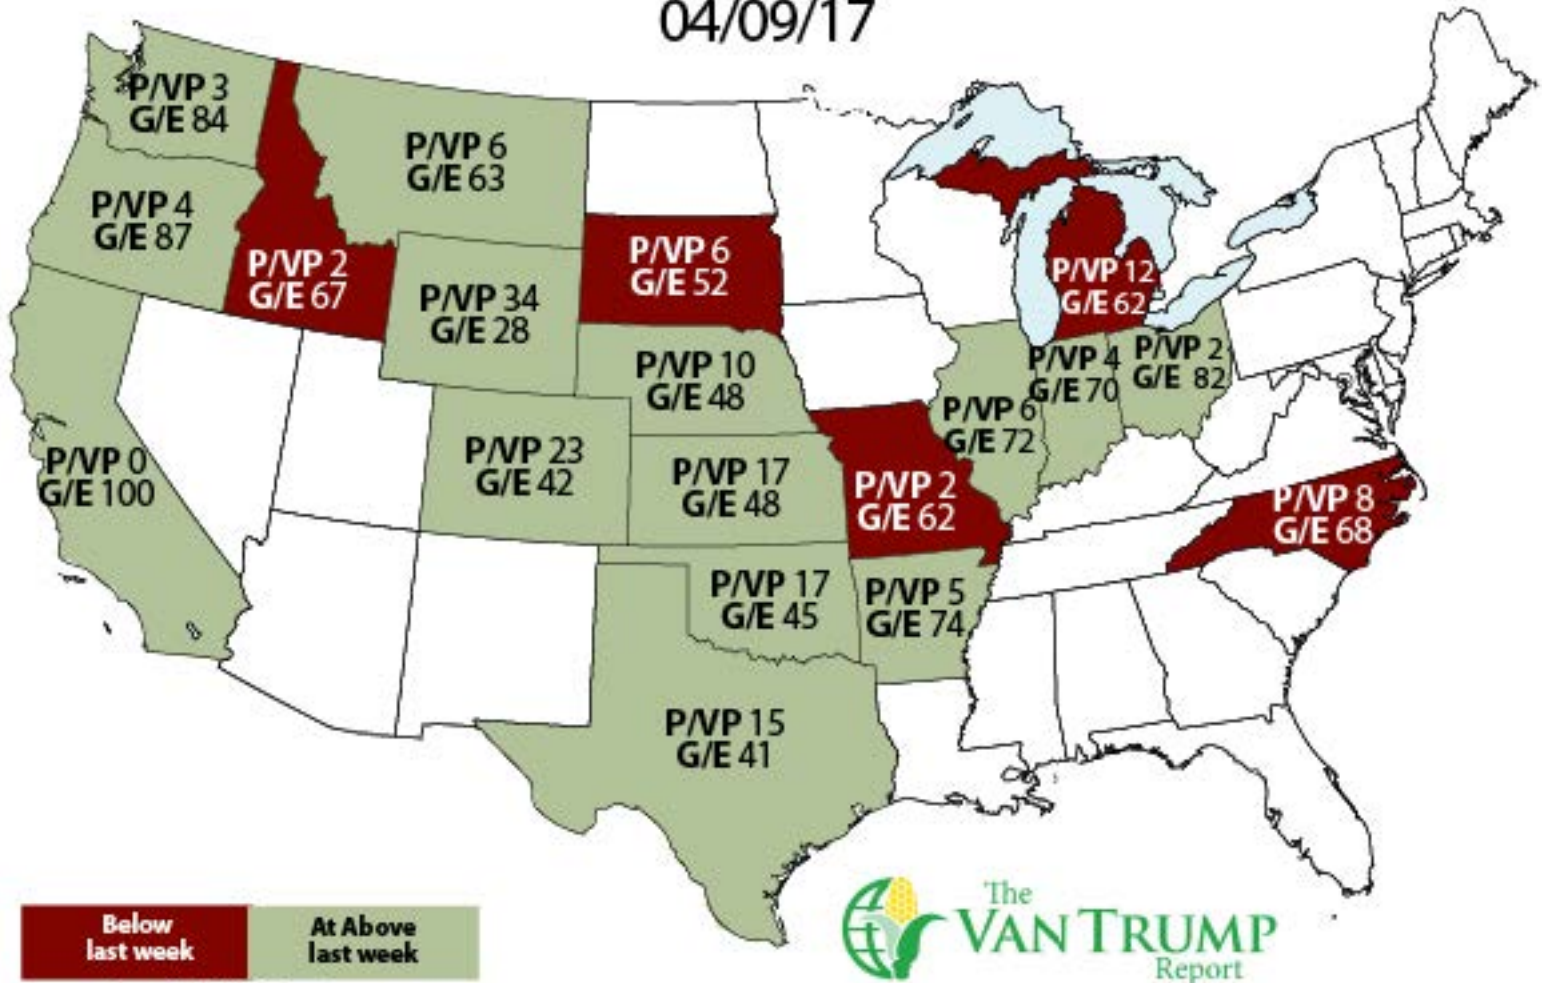 04/09/17
P/VP 3
G/E 84
P/VP 6
G/E 63
P/VP 4
G/E 87
P/VP 2
G/E 67
P/VP 6
G/E 52
P/VP 12
G/E 62
P/VP 34
G/E 28
P/VP 10
G/E 48
P/VP 6
G/E 72
P/VP 4
G/E 70
P/VP 2
G/E 82
P/VP 0
G/E 100
P/VP 23
G/E 42
P/VP 17
G/E 48
P/VP 2
G/E 62
P/VP 8
G/E 68
P/VP 17
G/E 45
P/VP 5
G/E 74
P/VP 15
G/E 41
Below
last week
At Above
last week
The
VAN TRUMP
Report